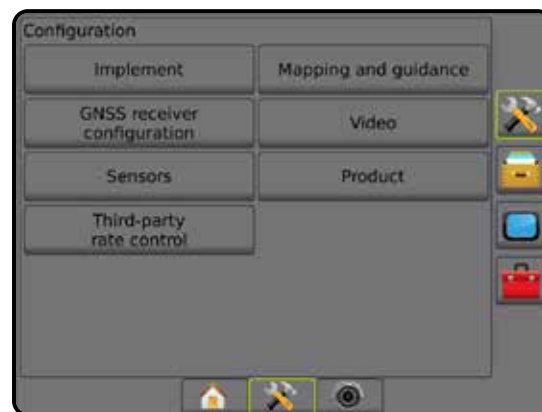 Configuration
Implement
Mapping and guidance
GNSS receiver
configuration
Video
Sensors
Product
Third-party
rate control